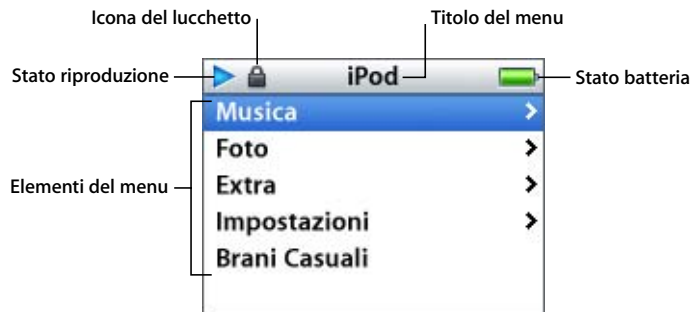 Icona del lucchetto
Titolo del menu
Stato riproduzione
iPod
Stato batteria
Musica
Foto
Extra
Elementi del menu
Impostazioni
Brani Casuali